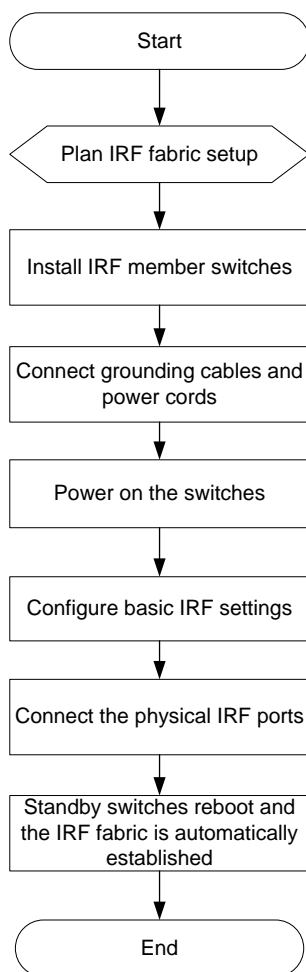 Start
Plan IRF fabric setup
Install IRF member switches
Connect grounding cables and
power cords
Power on the switches
Configure basic IRF settings
Connect the physical IRF ports
Standby switches reboot and
the IRF fabric is automatically
established
End